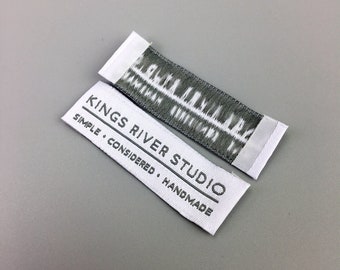 KINGS RIVER STUDIO
SIMPLE • CONSIDERED • HANDMADE